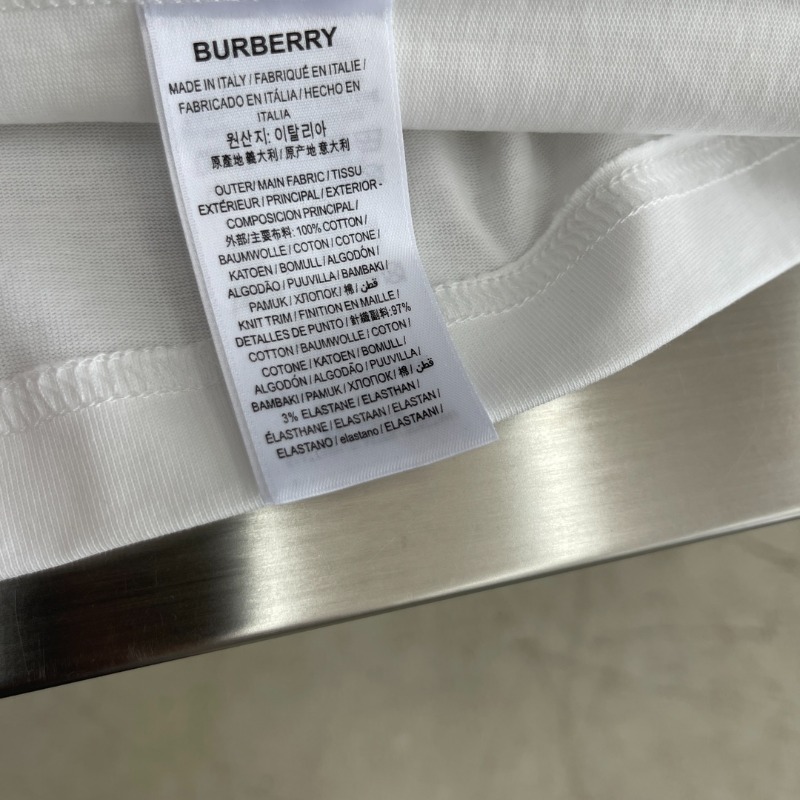 BURBERRY
MADE IN ITALY / FABRIQUÉ EN ITALIE /
FABRICADO EN ITÁLIA / HECHO EN
ITALIA
원산지: 이탈리아
原產地 義大利 / 原产地 意大利
OUTER/ MAIN FABRIC / TISSU
EXTÉRIEUR / PRINCIPAL / EXTERIOR -
COMPOSICION PRINCIPAL /
外部/主要布料: 100% COTTON /
BAUMWOLLE / COTON / COTONE /
KATOEN / BOMULL / ALGODÓN /
ALGODÃO / PUUVILLA / BAMBAKI /
PAMUK / ХЛОПОК / 棉 / قطن /
KNIT TRIM / FINITION EN MAILLE /
DETALLES DE PUNTO / 針織副料: 97%
COTTON / BAUMWOLLE / COTON /
COTONE / KATOEN / BOMULL /
ALGODÓN / ALGODÃO / PUUVILLA /
BAMBAKI / PAMUK / ХЛОПОК / 棉 / قطن /
3% ELASTANE / ELASTHAN /
ÉLASTHANE / ELASTAAN / ELASTAN /
ELASTANO / elastano / ELASTAANI /